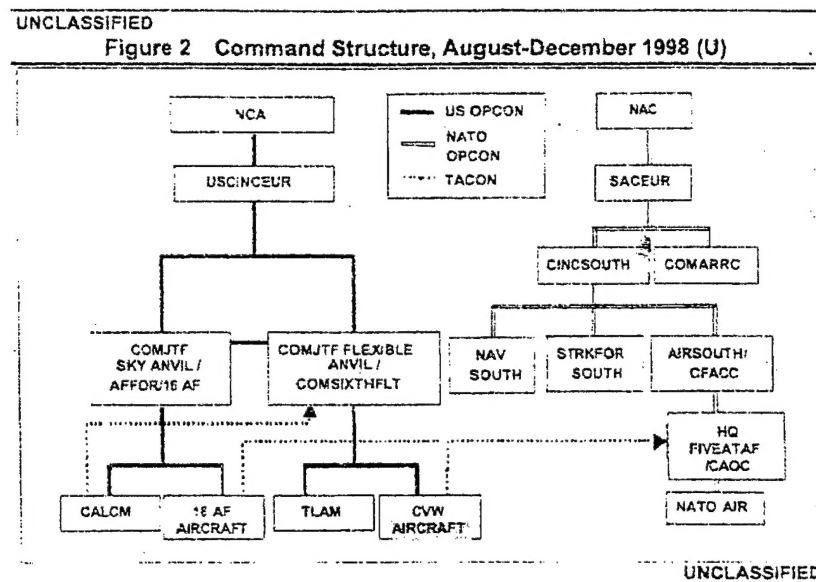 UNCLASSIFIED
Figure 2 Command Structure, August-December 1998 (U)
NCA
US OPCON
NATO
OPCON
TACON
NAC
USCINCEUR
SACEUR
CINCSOUTH
COMARRC
COMJTF
SKY ANVIL /
AFFOR/16 AF
COMJTF FLEXIBLE
ANVIL /
COMSIXTHFLT
NAV
SOUTH
STRKFOR
SOUTH
AIRSOUTH/
CFACC
HQ
FIVEATAF
/CAOC
CALCM
16 AF
AIRCRAFT
TLAM
CVW
AIRCRAFT
NATO AIR
UNCLASSIFIED